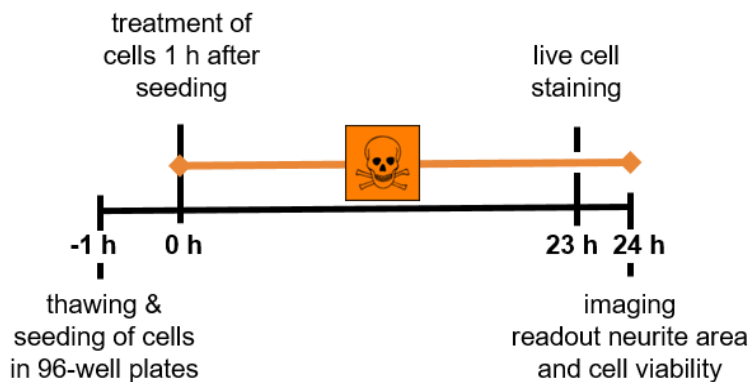 treatment of
cells 1 h after
seeding
live cell
staining
-1 h
0 h
23 h
24 h
thawing &
seeding of cells
in 96-well plates
imaging
readout neurite area
and cell viability